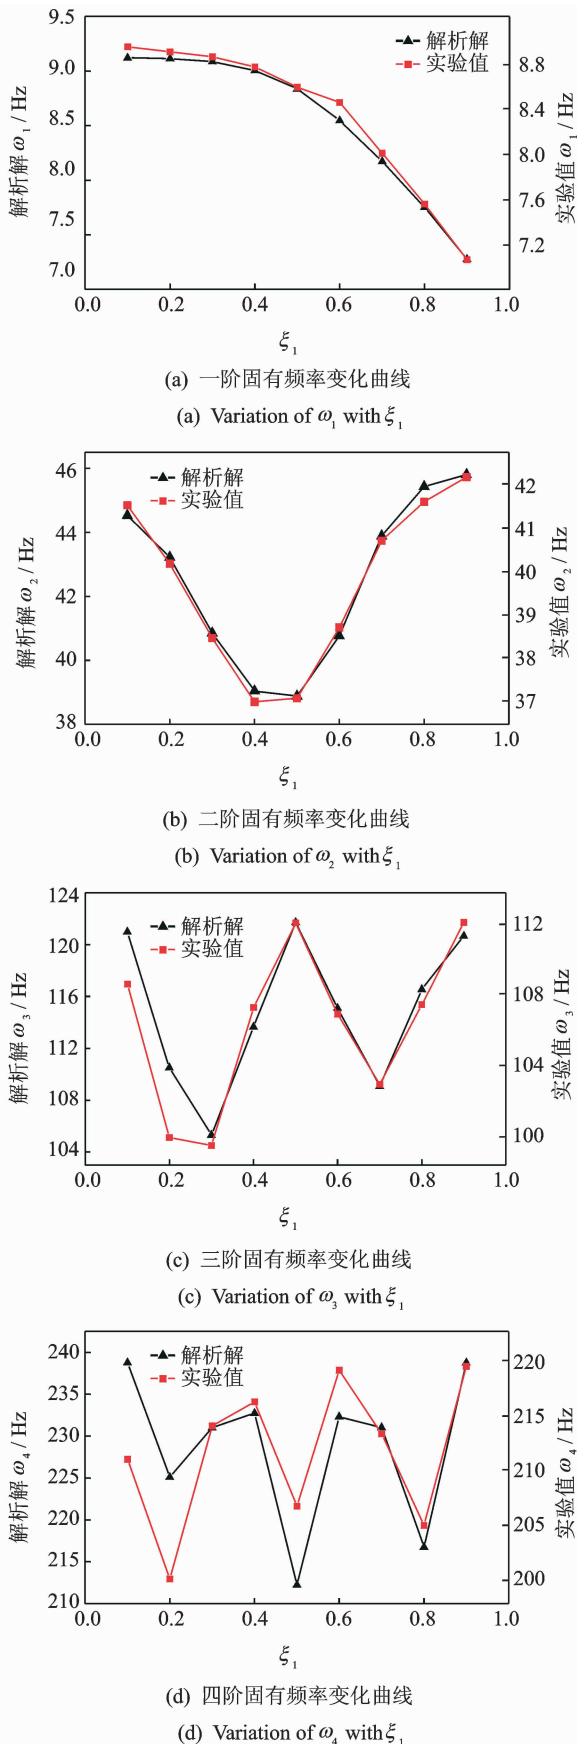 9.5
9.0
8.5
8.0
7.5
7.0
解析解 ω1 / Hz
解析解
实验值
8.8
8.4
8.0
7.6
7.2
实验值 ω1 / Hz
0.0 0.2 0.4 0.6 0.8 1.0
ξ1
(a) 一阶固有频率变化曲线
(a) Variation of ω1 with ξ1
46
44
42
40
38
解析解 ω2 / Hz
解析解
实验值
42
41
40
39
38
37
实验值 ω2 / Hz
0.0 0.2 0.4 0.6 0.8 1.0
ξ1
(b) 二阶固有频率变化曲线
(b) Variation of ω2 with ξ1
124
120
116
112
108
104
解析解 ω3 / Hz
解析解
实验值
112
108
104
100
实验值 ω3 / Hz
0.0 0.2 0.4 0.6 0.8 1.0
ξ1
(c) 三阶固有频率变化曲线
(c) Variation of ω3 with ξ1
240
235
230
225
220
215
210
解析解 ω4 / Hz
解析解
实验值
220
215
210
205
200
实验值 ω4 / Hz
0.0 0.2 0.4 0.6 0.8 1.0
ξ1
(d) 四阶固有频率变化曲线
(d) Variation of ω4 with ξ1